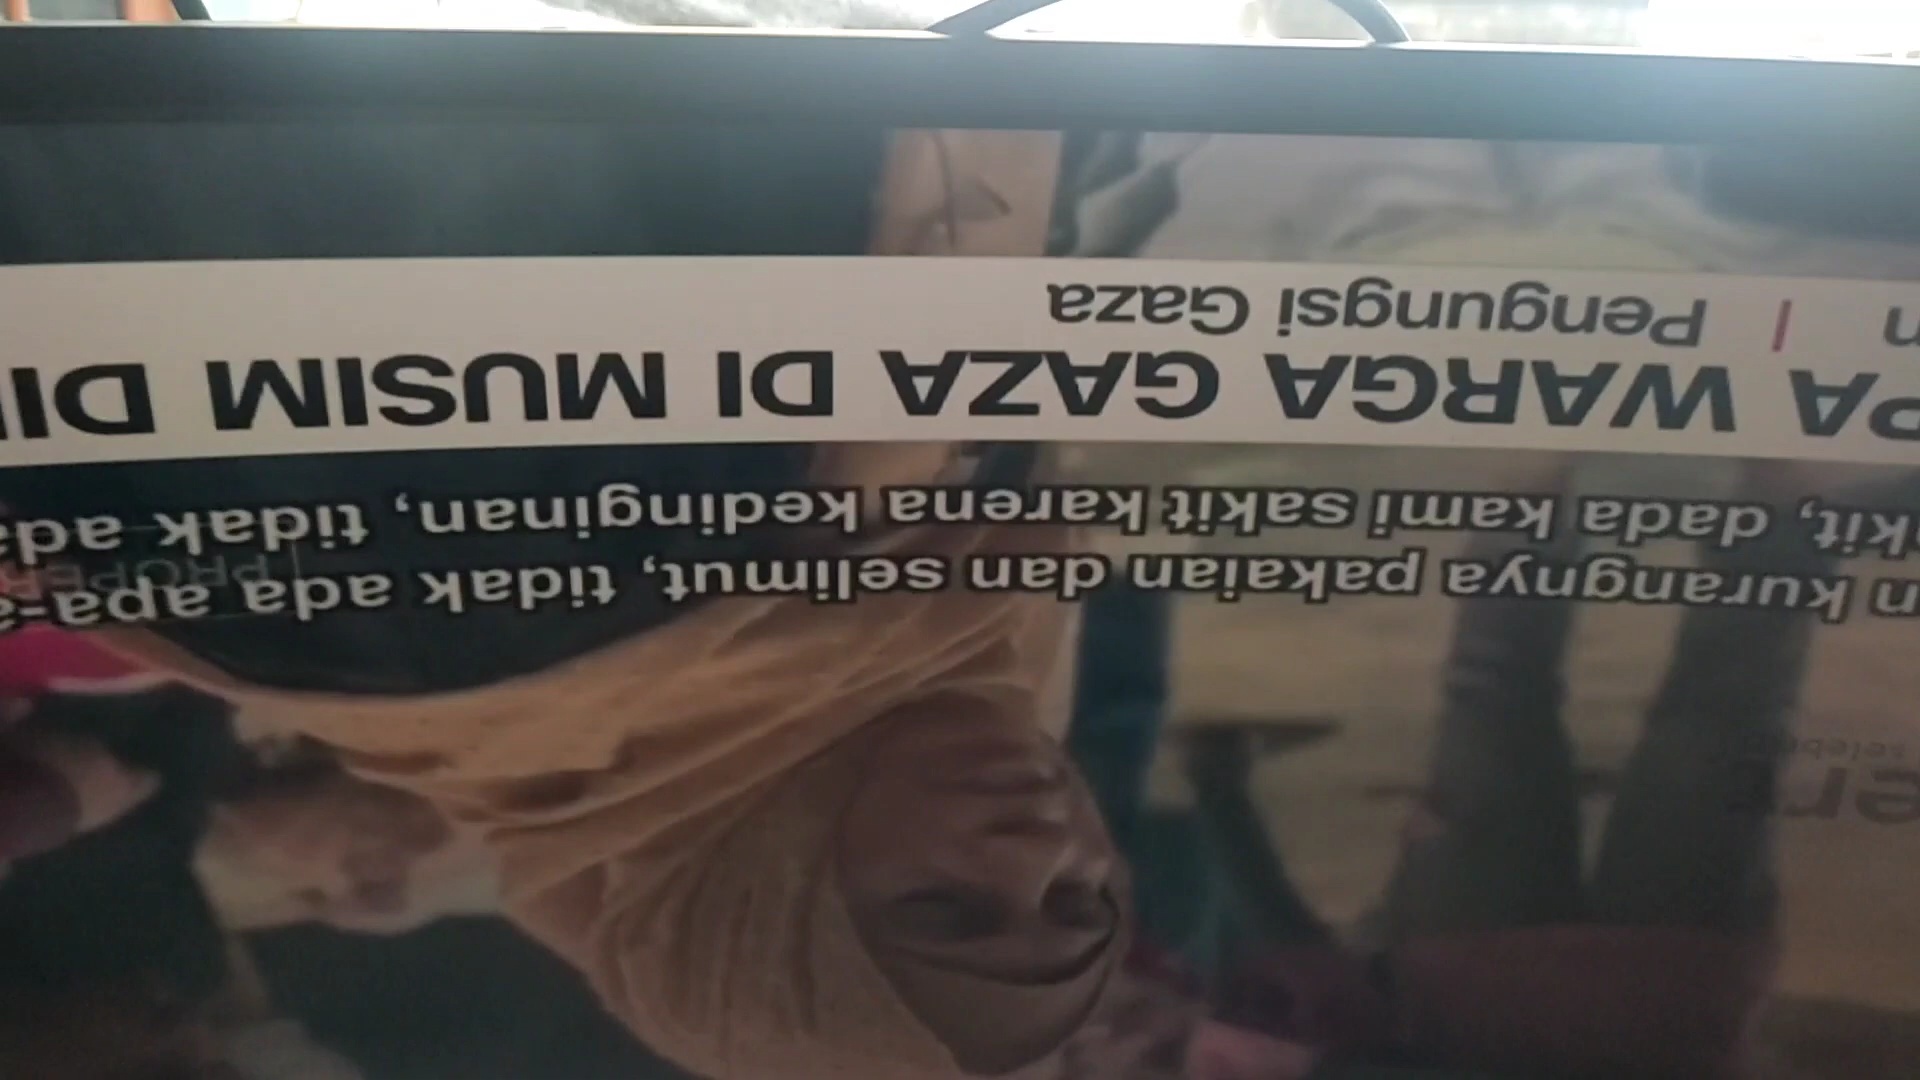 kurangnya pakaian dan selimut, tidak ada apa-a
kit, dada kami sakit karena kedinginan, tidak ada
PA WARGA GAZA DI MUSIM DI
n | Pengungsi Gaza